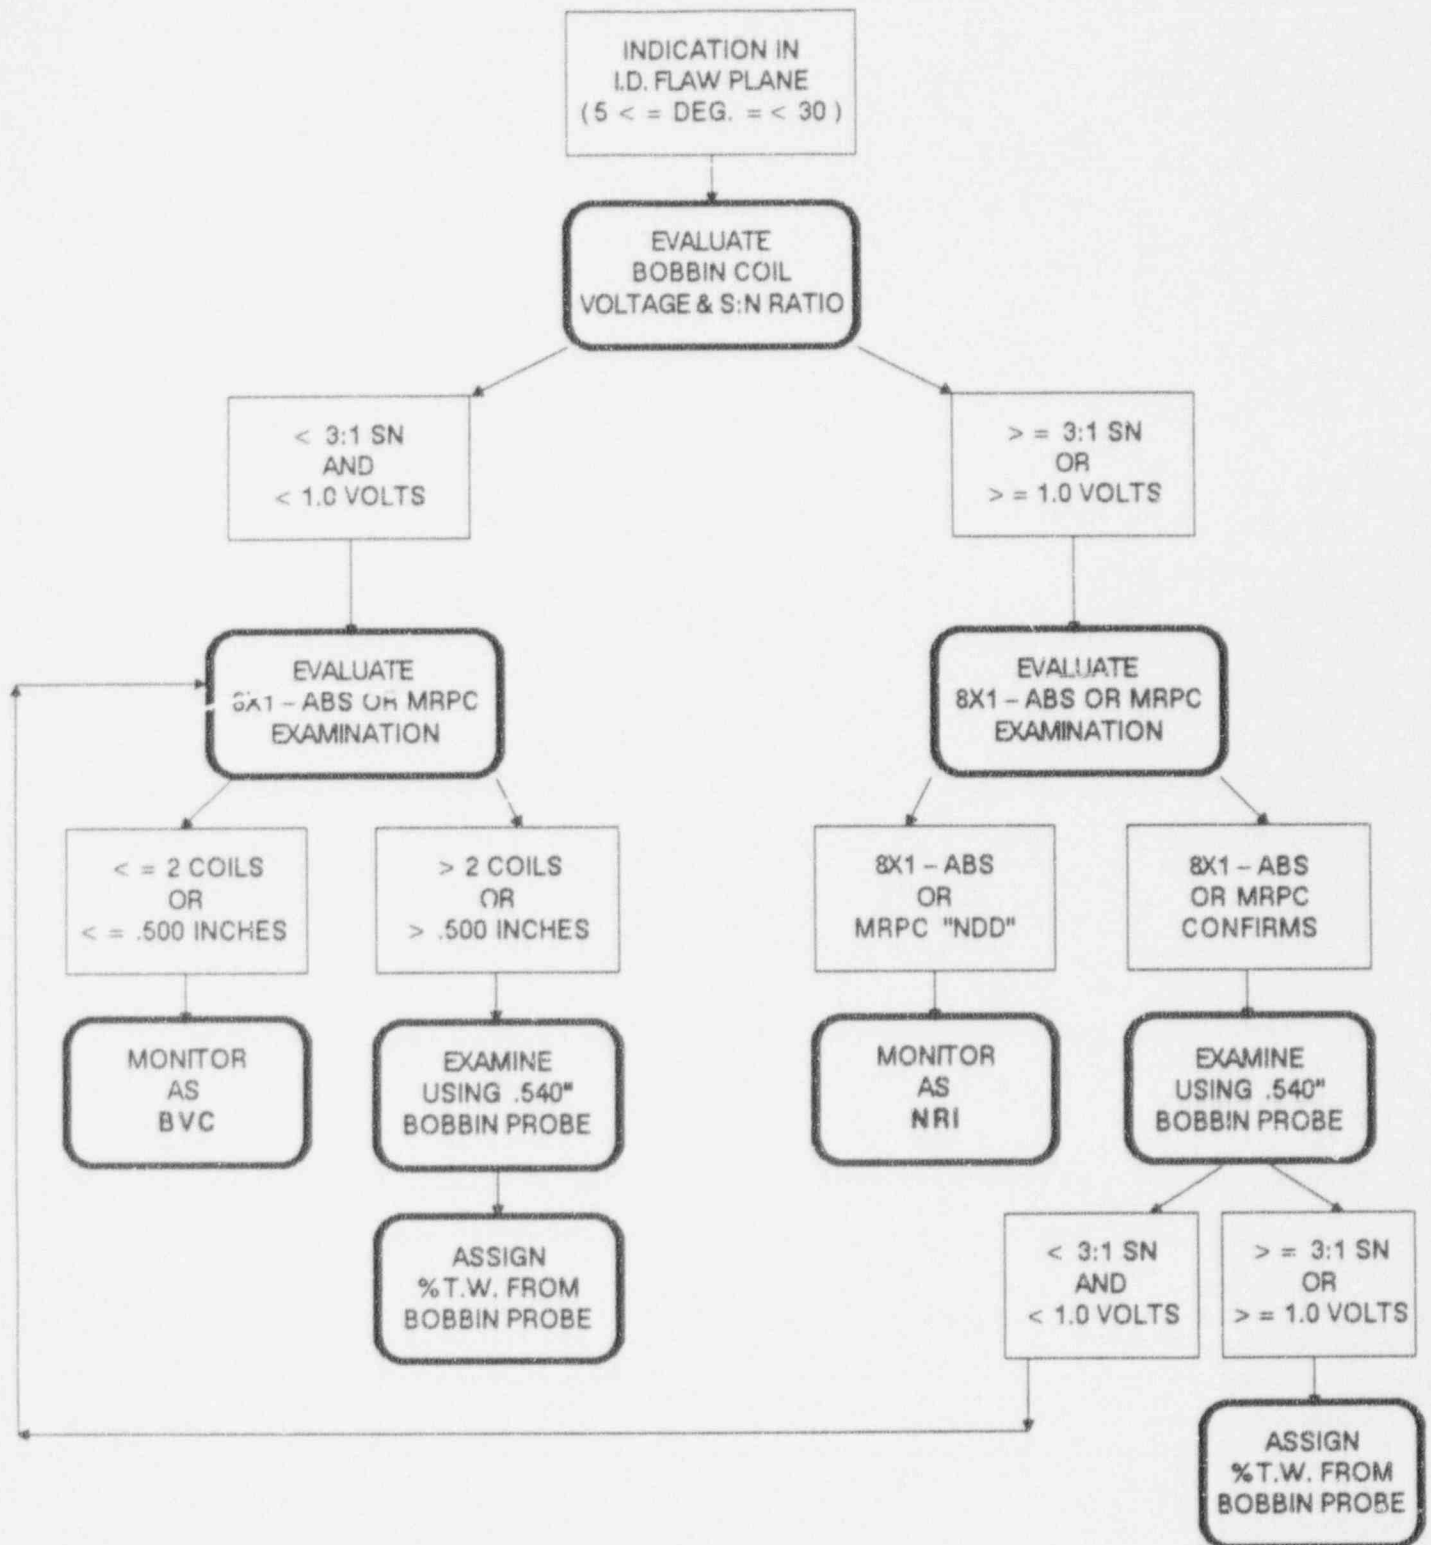 INDICATION IN
I.D. FLAW PLANE
( 5 < = DEG. = < 30 )
EVALUATE
BOBBIN COIL
VOLTAGE & S:N RATIO
< 3:1 SN
AND
< 1.0 VOLTS
> = 3:1 SN
OR
> = 1.0 VOLTS
EVALUATE
8X1 – ABS OR MRPC
EXAMINATION
EVALUATE
8X1 – ABS OR MRPC
EXAMINATION
< = 2 COILS
OR
< = .500 INCHES
> 2 COILS
OR
> .500 INCHES
8X1 – ABS
OR
MRPC "NDD"
8X1 – ABS
OR MRPC
CONFIRMS
MONITOR
AS
BVC
EXAMINE
USING .540"
BOBBIN PROBE
MONITOR
AS
NRI
EXAMINE
USING .540"
BOBBIN PROBE
ASSIGN
%T.W. FROM
BOBBIN PROBE
< 3:1 SN
AND
< 1.0 VOLTS
> = 3:1 SN
OR
> = 1.0 VOLTS
ASSIGN
%T.W. FROM
BOBBIN PROBE